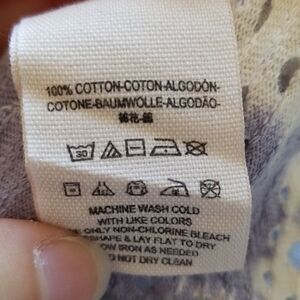 100% COTTON-COTON-ALGODÓN-
COTONE-BAUMWOLLE-ALGODÃO-
30
MACHINE WASH COLD
WITH LIKE COLORS
ONLY NON-CHLORINE BLEACH
& LAY FLAT TO DRY
IRON AS NEEDED
DO NOT DRY CLEAN